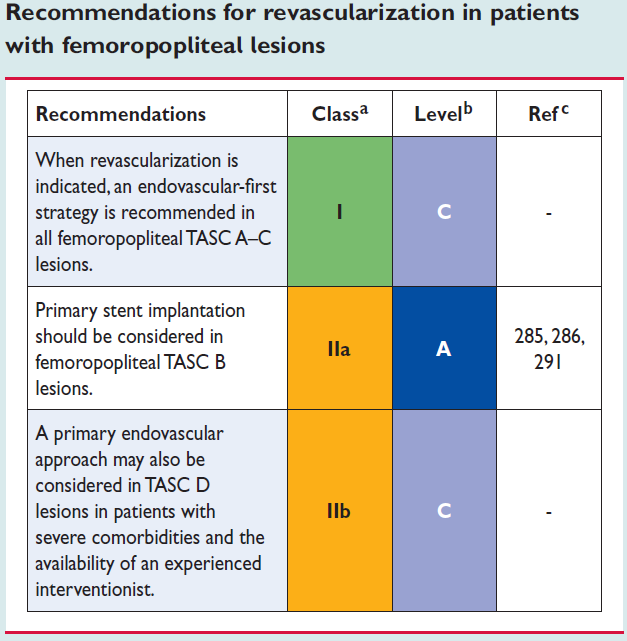 Recommendations for revascularization in patients
with femoropopliteal lesions
Recommendations Classᵃ Levelᵇ Refᶜ
When revascularization is
indicated, an endovascular-first
strategy is recommended in
all femoropopliteal TASC A–C
lesions.
I C -
Primary stent implantation
should be considered in
femoropopliteal TASC B
lesions.
IIa A 285, 286,
291
A primary endovascular
approach may also be
considered in TASC D
lesions in patients with
severe comorbidities and the
availability of an experienced
interventionist.
IIb C -